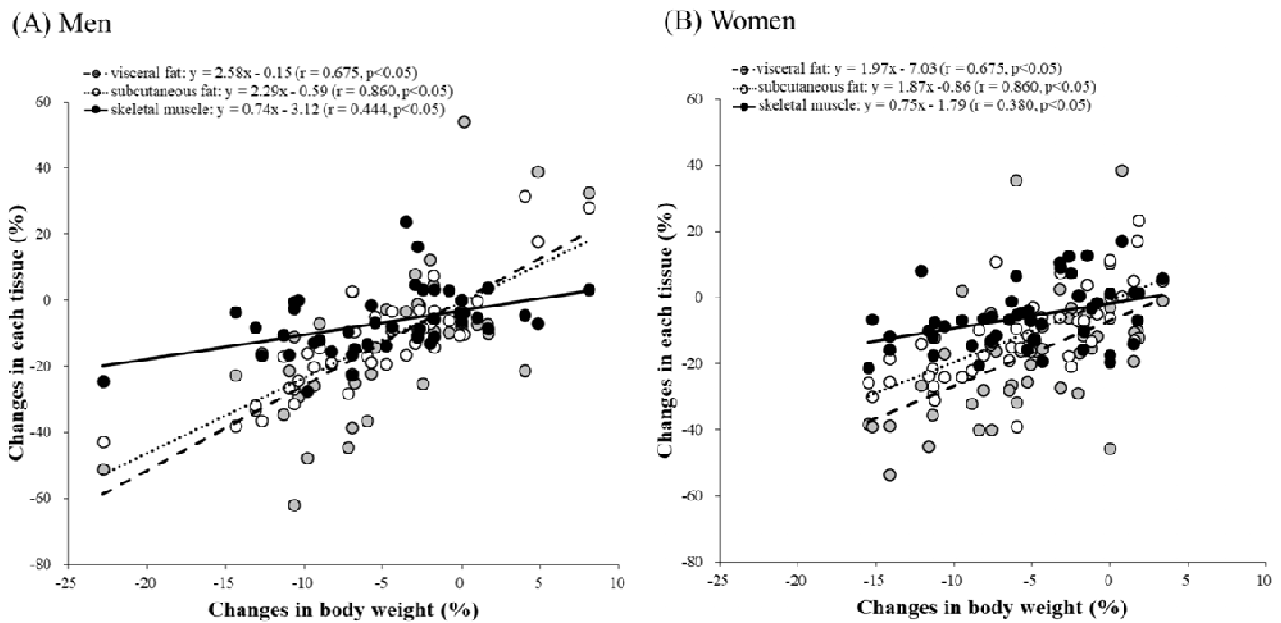 (A) Men
visceral fat: y = 2.58x - 0.15 (r = 0.675, p<0.05)
subcutaneous fat: y = 2.29x - 0.59 (r = 0.860, p<0.05)
skeletal muscle: y = 0.74x - 3.12 (r = 0.444, p<0.05)
60
40
20
0
-20
-40
-60
-80
Changes in each tissue (%)
-25 -20 -15 -10 -5 0 5 10
Changes in body weight (%)
(B) Women
visceral fat: y = 1.97x - 7.03 (r = 0.675, p<0.05)
subcutaneous fat: y = 1.87x -0.86 (r = 0.860, p<0.05)
skeletal muscle: y = 0.75x - 1.79 (r = 0.380, p<0.05)
60
40
20
0
-20
-40
-60
-80
Changes in each tissue (%)
-25 -20 -15 -10 -5 0 5 10
Changes in body weight (%)